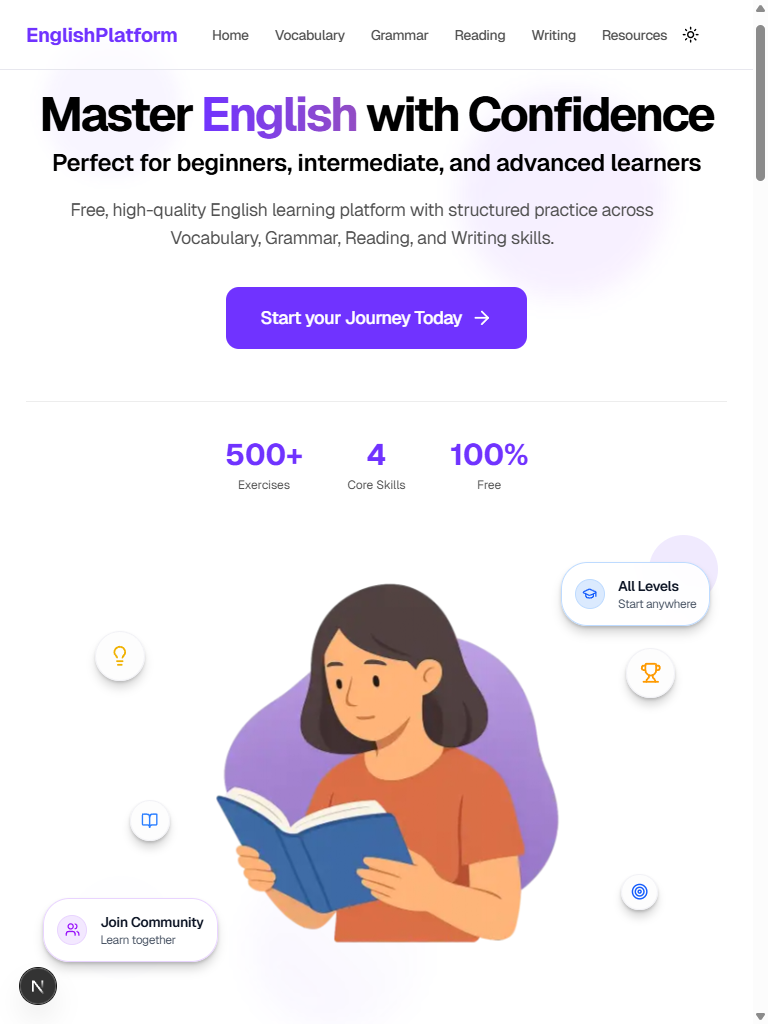 EnglishPlatform Home Vocabulary Grammar Reading Writing Resources
Master English with Confidence
Perfect for beginners, intermediate, and advanced learners
Free, high-quality English learning platform with structured practice across
Vocabulary, Grammar, Reading, and Writing skills.
Start your Journey Today
500+ 4 100%
Exercises Core Skills Free
All Levels
Start anywhere
Join Community
Learn together
N